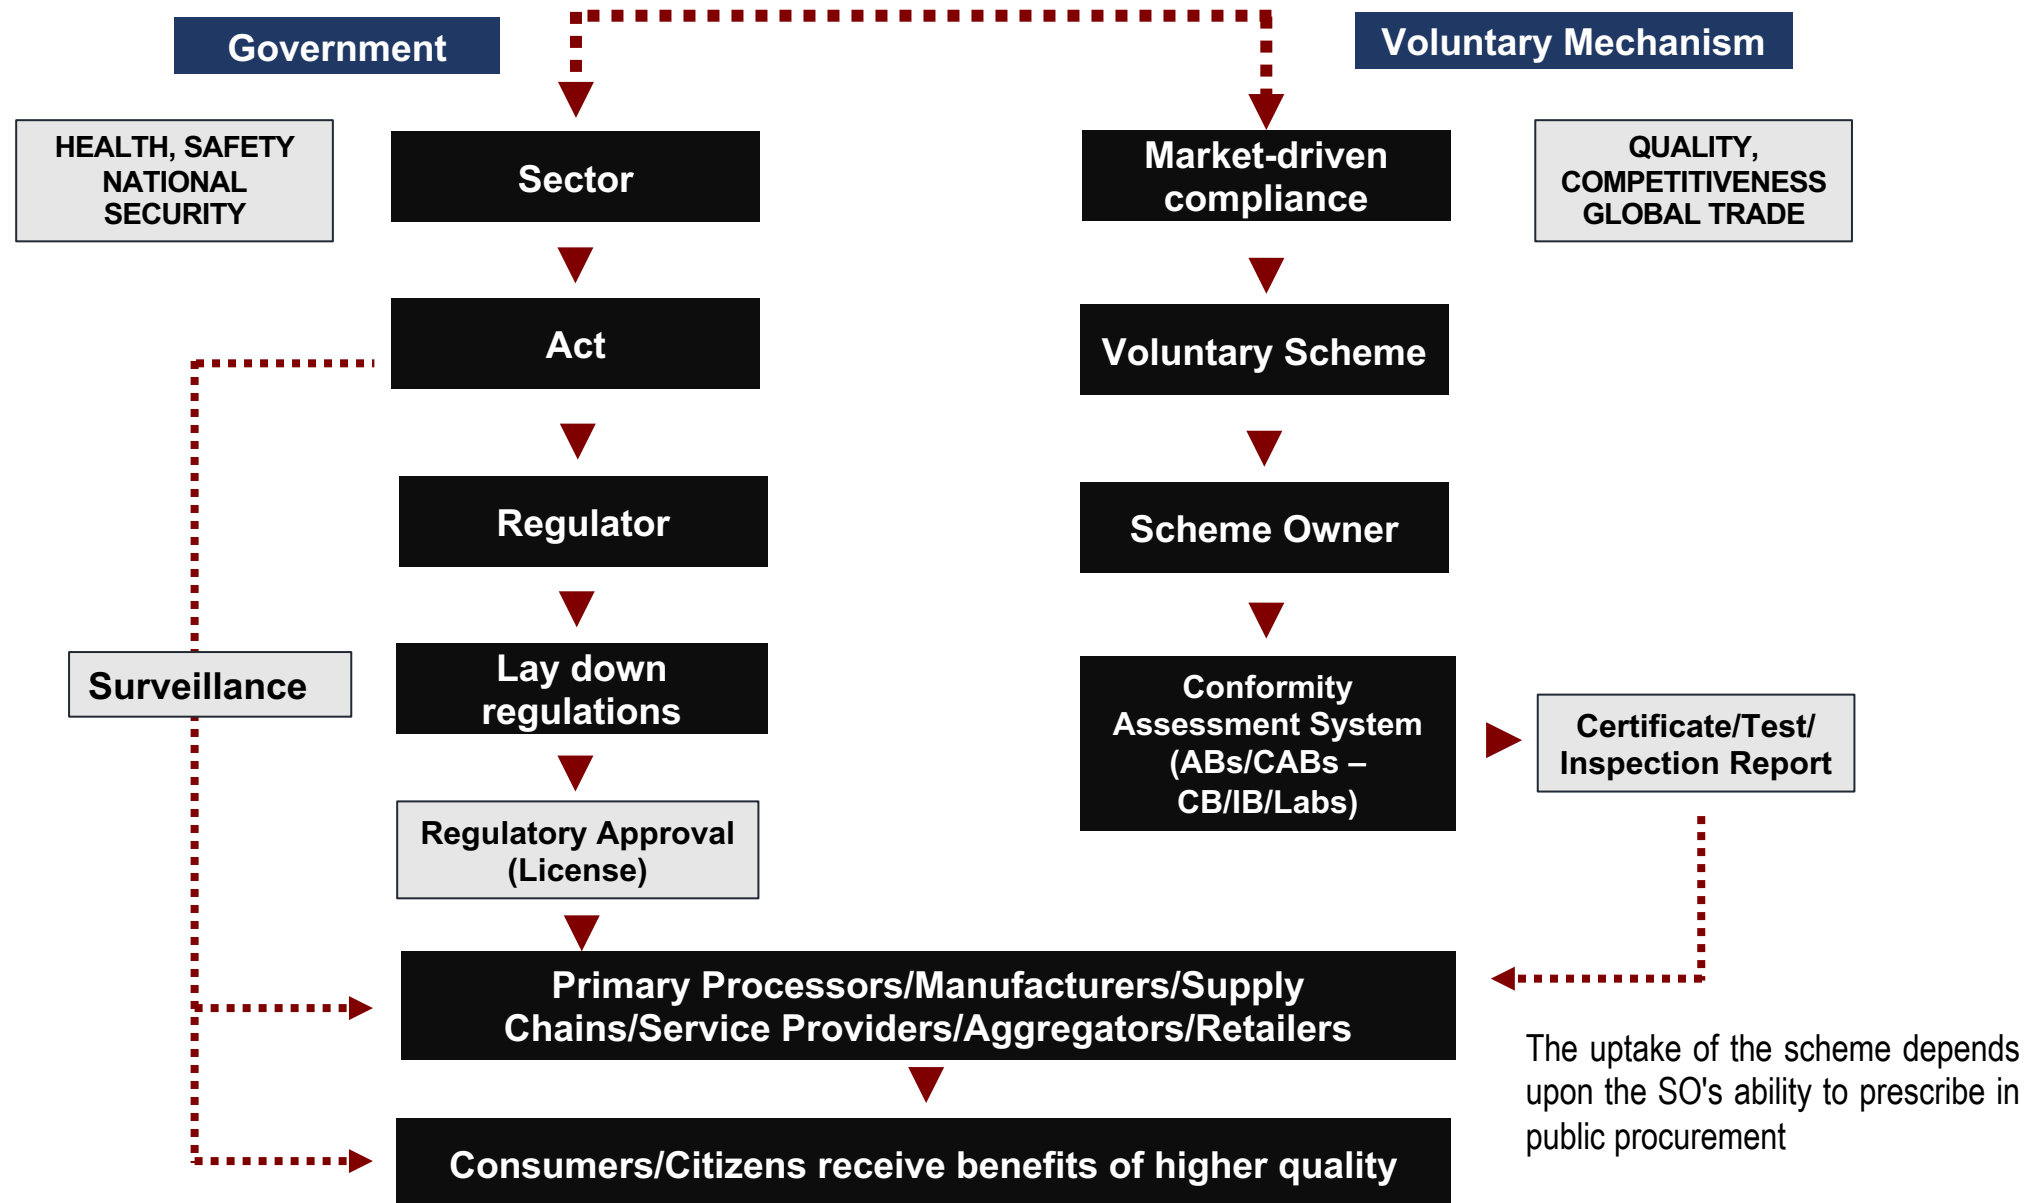 Government
Voluntary Mechanism
HEALTH, SAFETY
NATIONAL
SECURITY
Sector
Market-driven
compliance
QUALITY,
COMPETITIVENESS
GLOBAL TRADE
Act
Voluntary Scheme
Regulator
Scheme Owner
Surveillance
Lay down
regulations
Conformity
Assessment System
(ABs/CABs –
CB/IB/Labs)
Certificate/Test/
Inspection Report
Regulatory Approval
(License)
Primary Processors/Manufacturers/Supply
Chains/Service Providers/Aggregators/Retailers
The uptake of the scheme depends
upon the SO's ability to prescribe in
public procurement
Consumers/Citizens receive benefits of higher quality